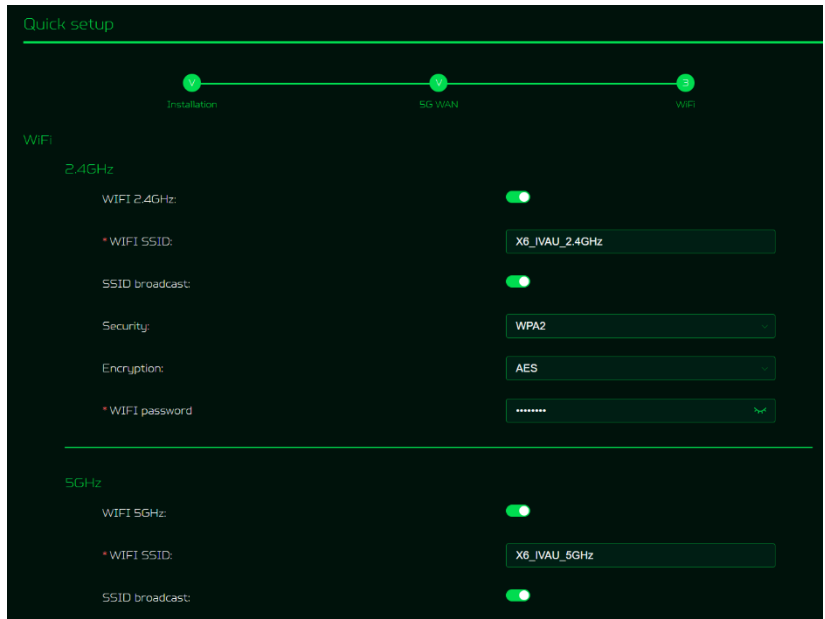 Quick setup
V V 3
Installation 5G WAN WiFi
WiFi
2.4GHz
WIFI 2.4GHz:
* WIFI SSID: X6_IVAU_2.4GHz
SSID broadcast:
Security: WPA2
Encryption: AES
* WIFI password ••••••••
5GHz
WIFI 5GHz:
* WIFI SSID: X6_IVAU_5GHz
SSID broadcast: